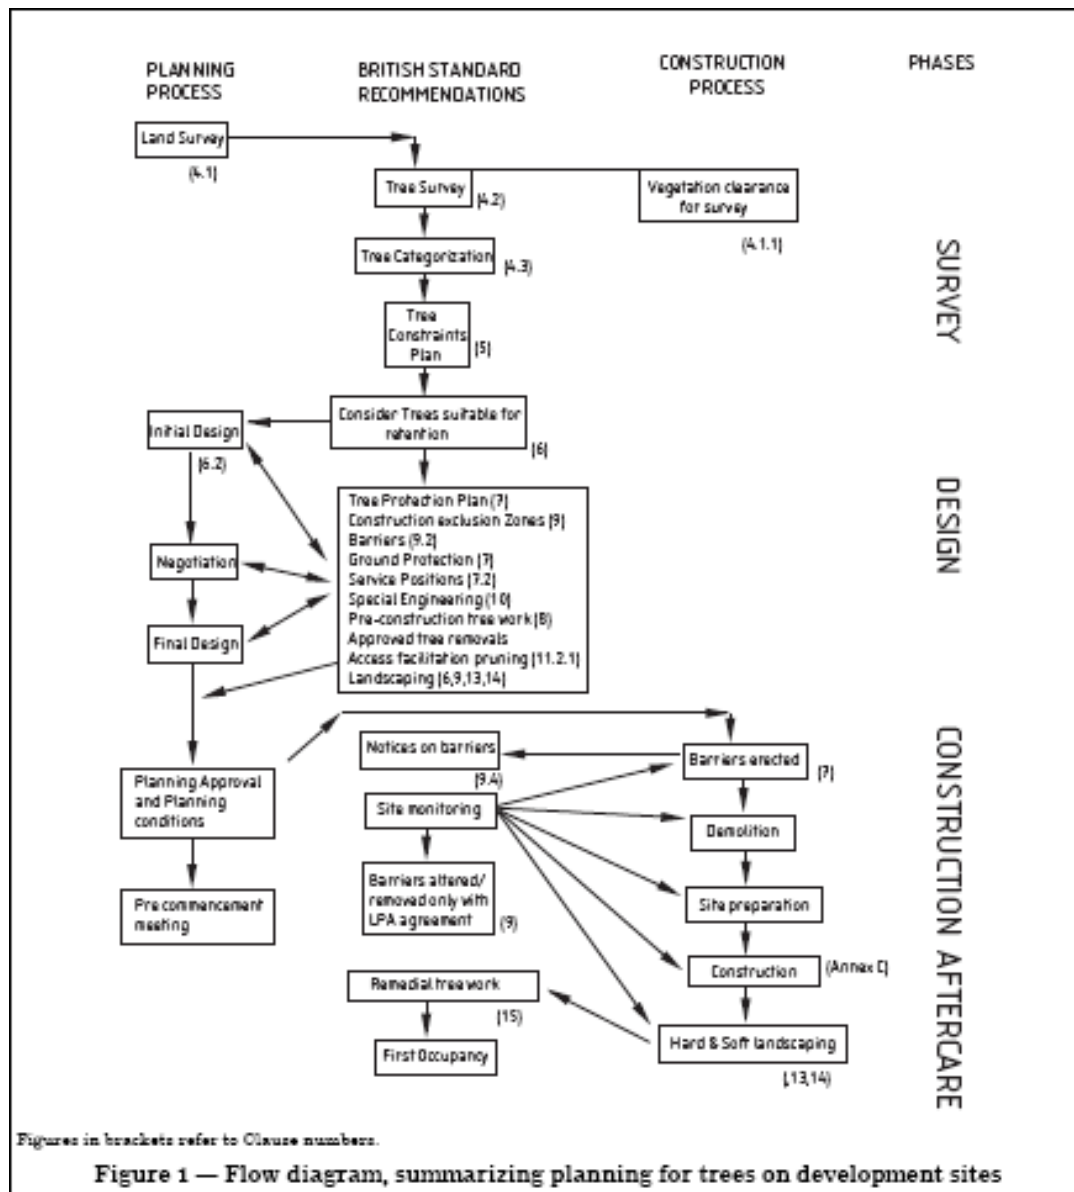 PLANNING
PROCESS
BRITISH STANDARD
RECOMMENDATIONS
CONSTRUCTION
PROCESS
PHASES
Land Survey
(4.1)
Tree Survey
(4.2)
Vegetation clearance
for survey
(4.1.1)
Tree Categorization
(4.3)
Tree
Constraints
Plan
(5)
SURVEY
Consider Trees suitable for
retention
(6)
Initial Design
(6.2)
Tree Protection Plan (7)
Construction exclusion Zones (9)
Barriers (9.2)
Ground Protection (7)
Service Positions (7.2)
Special Engineering (10)
Pre-construction tree work (8)
Approved tree removals
Access facilitation pruning (11.2.1)
Landscaping (6,9,13,14)
Negotiation
Final Design
DESIGN
Planning Approval
and Planning
conditions
Pre commencement
meeting
Notices on barriers
(9.4)
Barriers erected
(7)
Site monitoring
Demolition
Barriers altered/
removed only with
LPA agreement
(9)
Site preparation
Construction
(Annex C)
Remedial tree work
(15)
Hard & Soft landscaping
(,13,14)
First Occupancy
CONSTRUCTION AFTERCARE
Figures in brackets refer to Clause numbers.
Figure 1 — Flow diagram, summarizing planning for trees on development sites